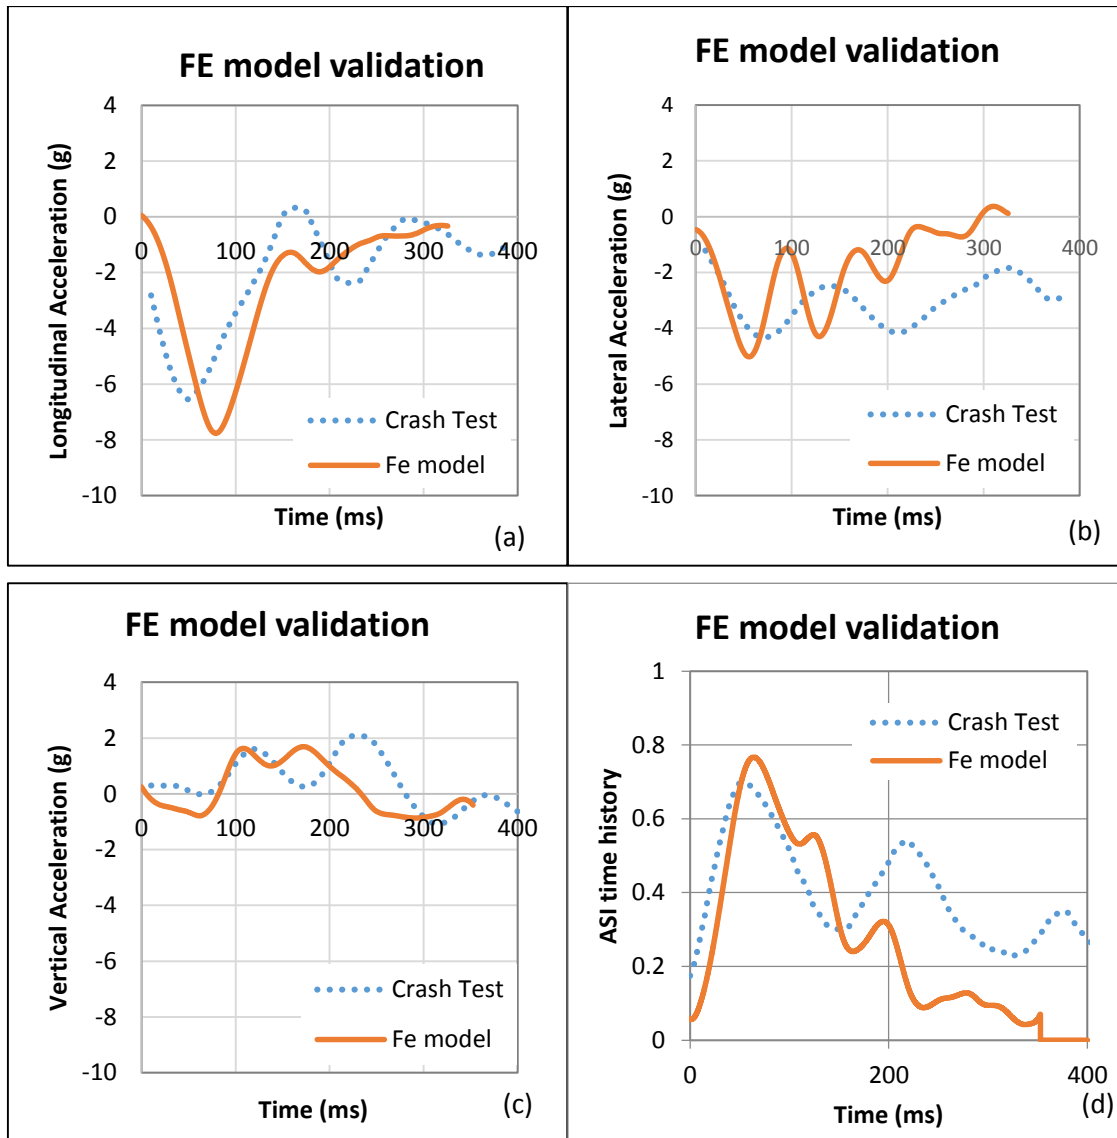 FE model validation
4
2
0
-2
-4
-6
-8
-10
0 100 200 300 400
Longitudinal Acceleration (g)
Crash Test
Fe model
Time (ms)
(a)
FE model validation
4
2
0
-2
-4
-6
-8
-10
0 100 200 300 400
Lateral Acceleration (g)
Crash Test
Fe model
Time (ms)
(b)
FE model validation
4
2
0
-2
-4
-6
-8
-10
0 100 200 300 400
Vertical Acceleration (g)
Crash Test
Fe model
Time (ms)
(c)
FE model validation
1
0.8
0.6
0.4
0.2
0
0 200 400
ASI time history
Crash Test
Fe model
Time (ms)
(d)